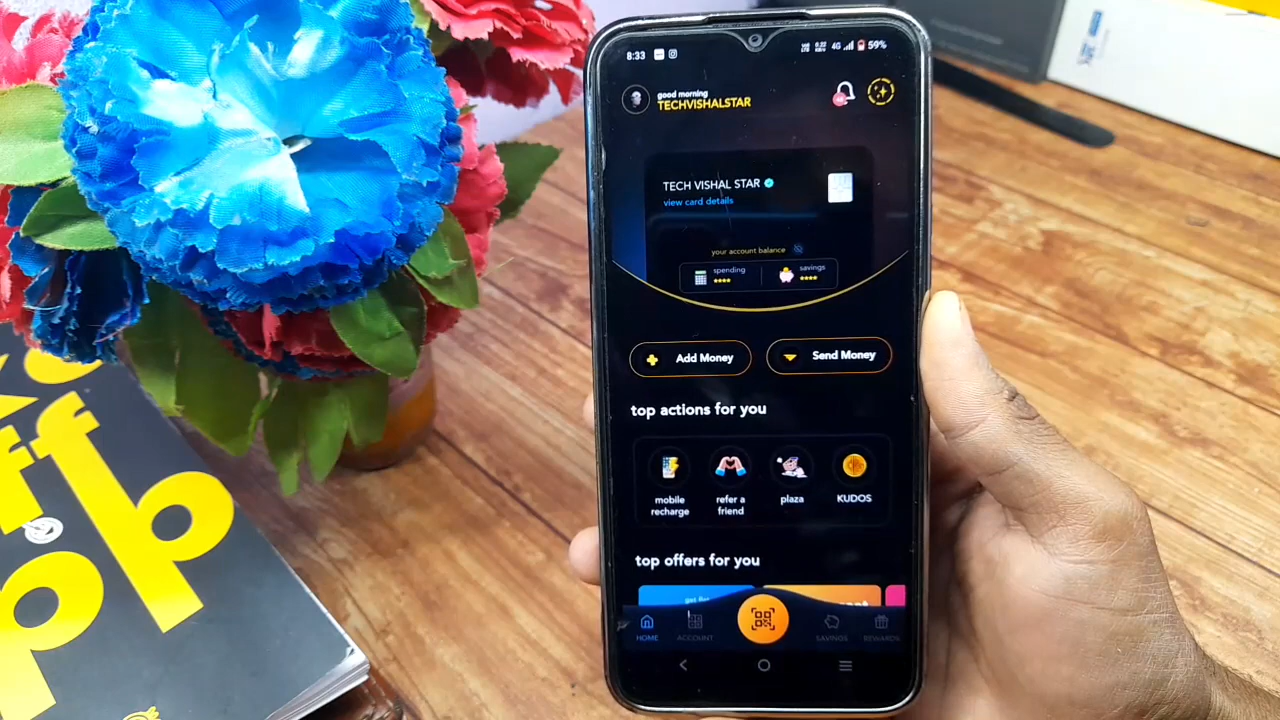 8:33
4G
59%
good morning
TECHVISHALSTAR
TECH VISHAL STAR
view card details
your account balance
spending
****
savings
****
Add Money
Send Money
top actions for you
mobile
recharge
refer a
friend
plaza
KUDOS
top offers for you
HOME
ACCOUNT
SAVINGS
REWARDS